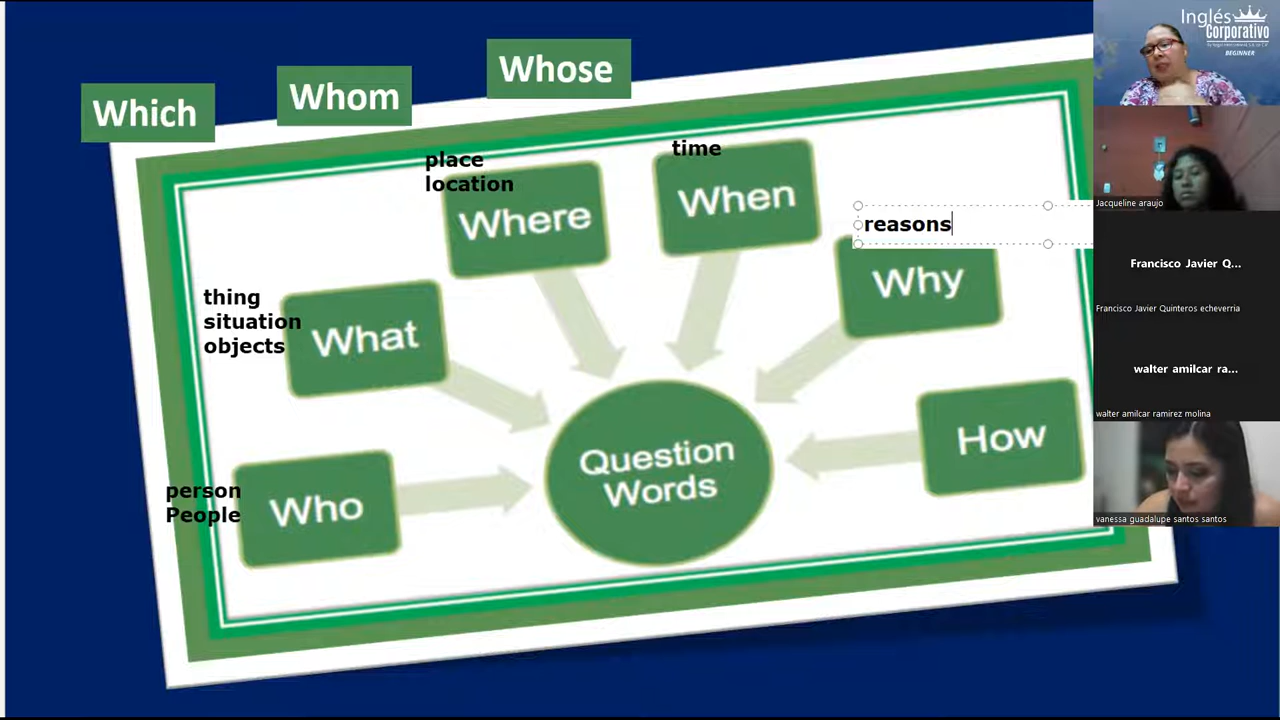 Which
Whom
Whose
place
location
Where
time
When
reasons
Why
thing
situation
objects
What
How
person
People
Who
Question
Words
Inglés
Corporativo
BEGINNER
Jacqueline araujo
Francisco Javier Q...
Francisco Javier Quinteros echeverria
walter amilcar ra...
walter amilcar ramirez molina
vanessa guadalupe santos santos